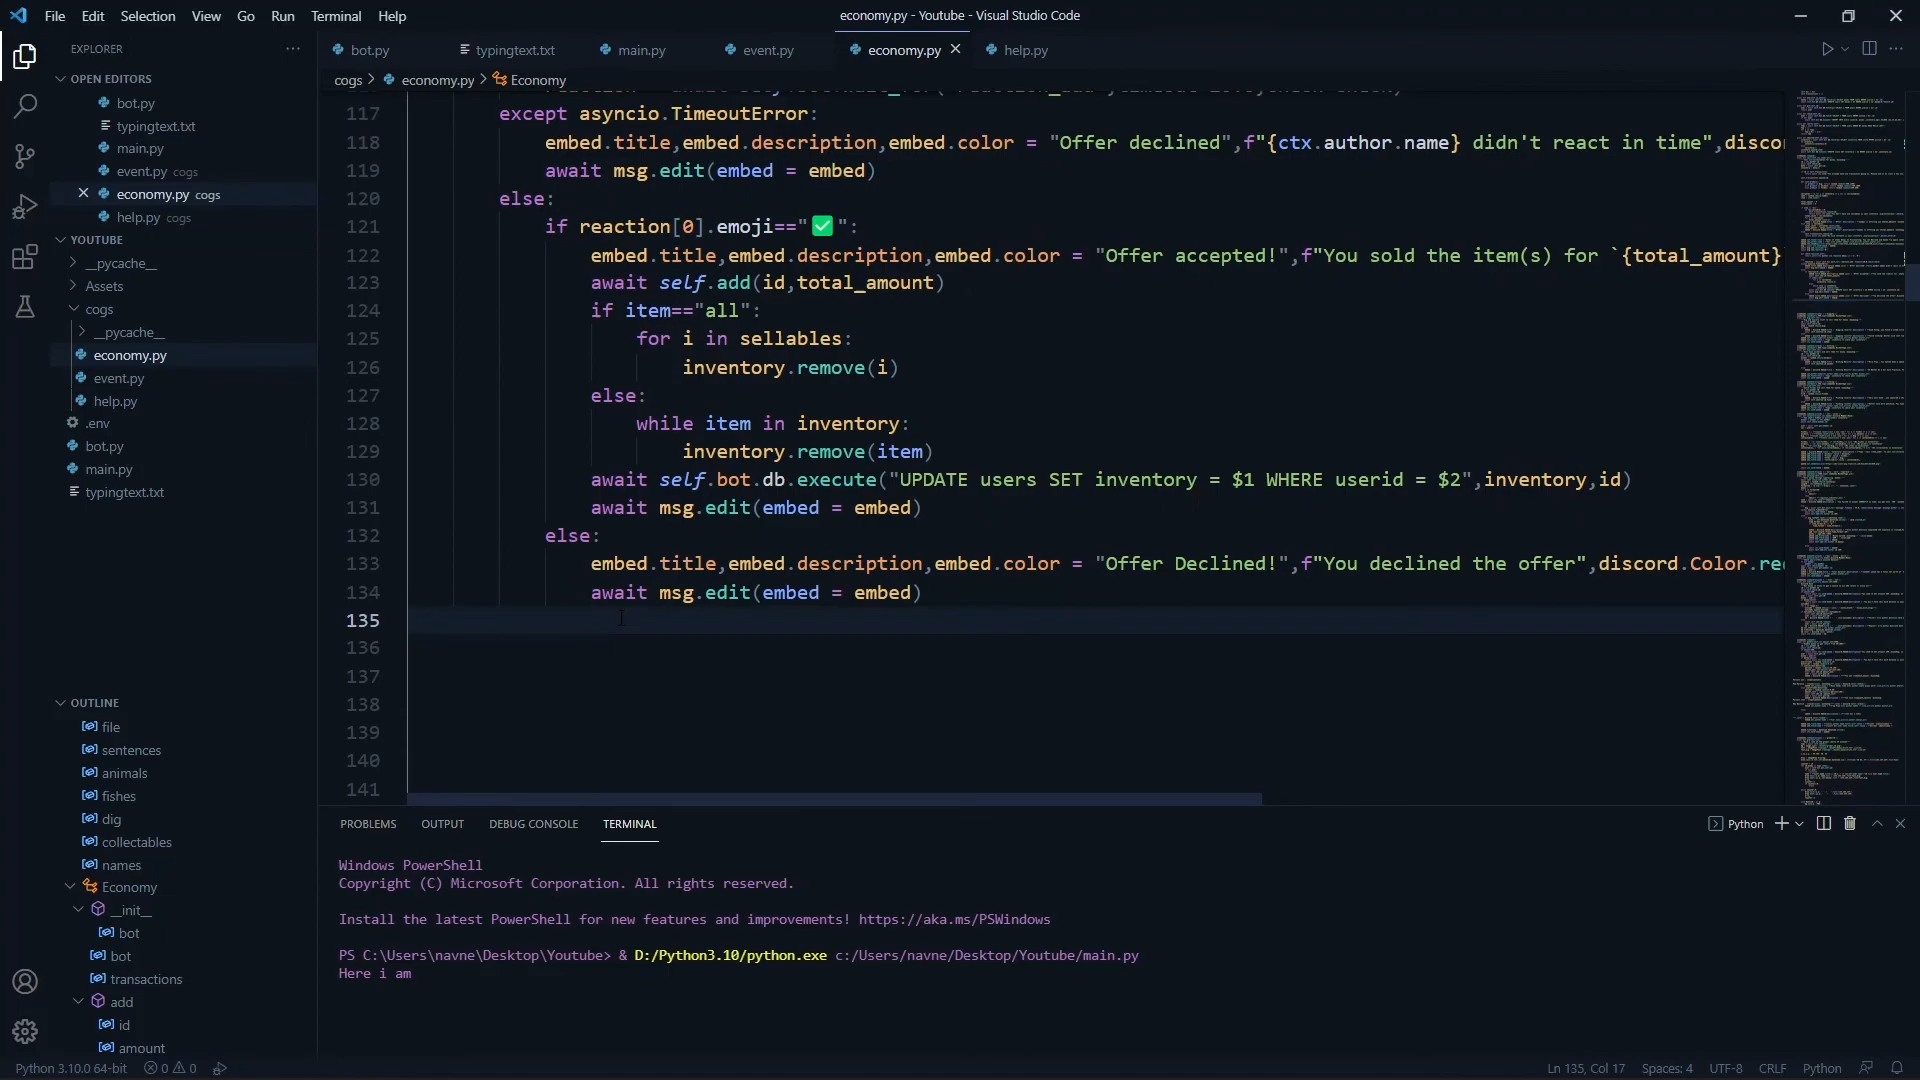 File Edit Selection View Go Run Terminal Help
economy.py - Youtube - Visual Studio Code
EXPLORER
OPEN EDITORS
bot.py
typingtext.txt
main.py
event.py cogs
economy.py cogs
help.py cogs
YOUTUBE
__pycache__
Assets
cogs
__pycache__
economy.py
event.py
help.py
.env
bot.py
main.py
typingtext.txt
OUTLINE
file
sentences
animals
fishes
dig
collectables
names
Economy
__init__
bot
bot
transactions
add
id
amount
bot.py typingtext.txt main.py event.py economy.py help.py
cogs > economy.py > Economy
117 except asyncio.TimeoutError:
118 embed.title,embed.description,embed.color = "Offer declined",f"{ctx.author.name} didn't react in time",disco
119 await msg.edit(embed = embed)
120 else:
121 if reaction[0].emoji=="✅":
122 embed.title,embed.description,embed.color = "Offer accepted!",f"You sold the item(s) for `{total_amount}`
123 await self.add(id,total_amount)
124 if item=="all":
125 for i in sellables:
126 inventory.remove(i)
127 else:
128 while item in inventory:
129 inventory.remove(item)
130 await self.bot.db.execute("UPDATE users SET inventory = $1 WHERE userid = $2",inventory,id)
131 await msg.edit(embed = embed)
132 else:
133 embed.title,embed.description,embed.color = "Offer Declined!",f"You declined the offer",discord.Color.red
134 await msg.edit(embed = embed)
135
136
137
138
139
140
141
PROBLEMS OUTPUT DEBUG CONSOLE TERMINAL
Python
Windows PowerShell
Copyright (C) Microsoft Corporation. All rights reserved.
Install the latest PowerShell for new features and improvements! https://aka.ms/PSWindows
PS C:\Users\navne\Desktop\Youtube> & D:/Python3.10/python.exe c:/Users/navne/Desktop/Youtube/main.py
Here i am
Python 3.10.0 64-bit 0 0
Ln 135, Col 17 Spaces: 4 UTF-8 CRLF Python